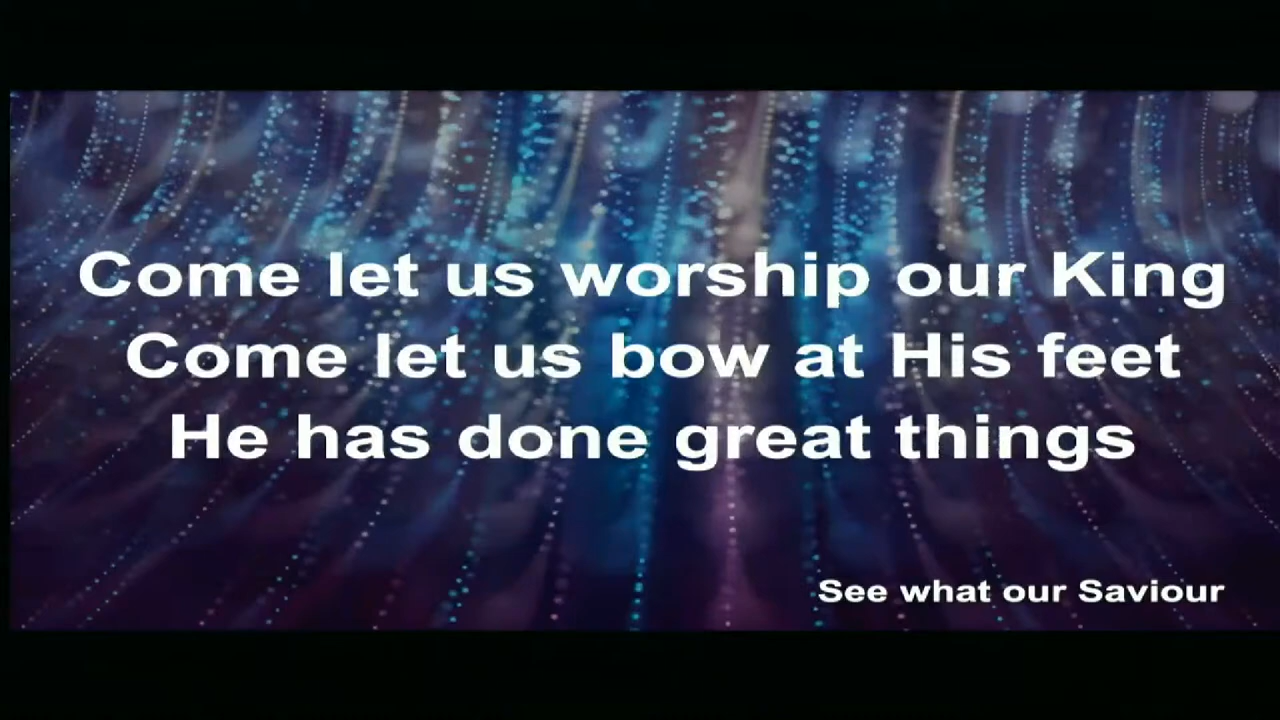 Come let us worship our King
Come let us bow at His feet
He has done great things
See what our Saviour